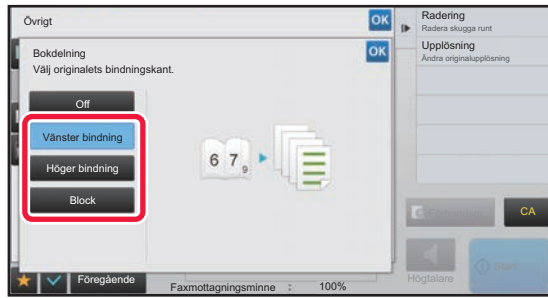 Övrigt
OK
Bokdelning
Välj originalets bindningskant.
OK
Off
Vänster bindning
Höger bindning
Block
6 7
9
Föregående
Faxmottagningsminne : 100%
Radering
Radera skugga runt
Upplösning
Ändra originalupplösning
CA
Högtalare
Start